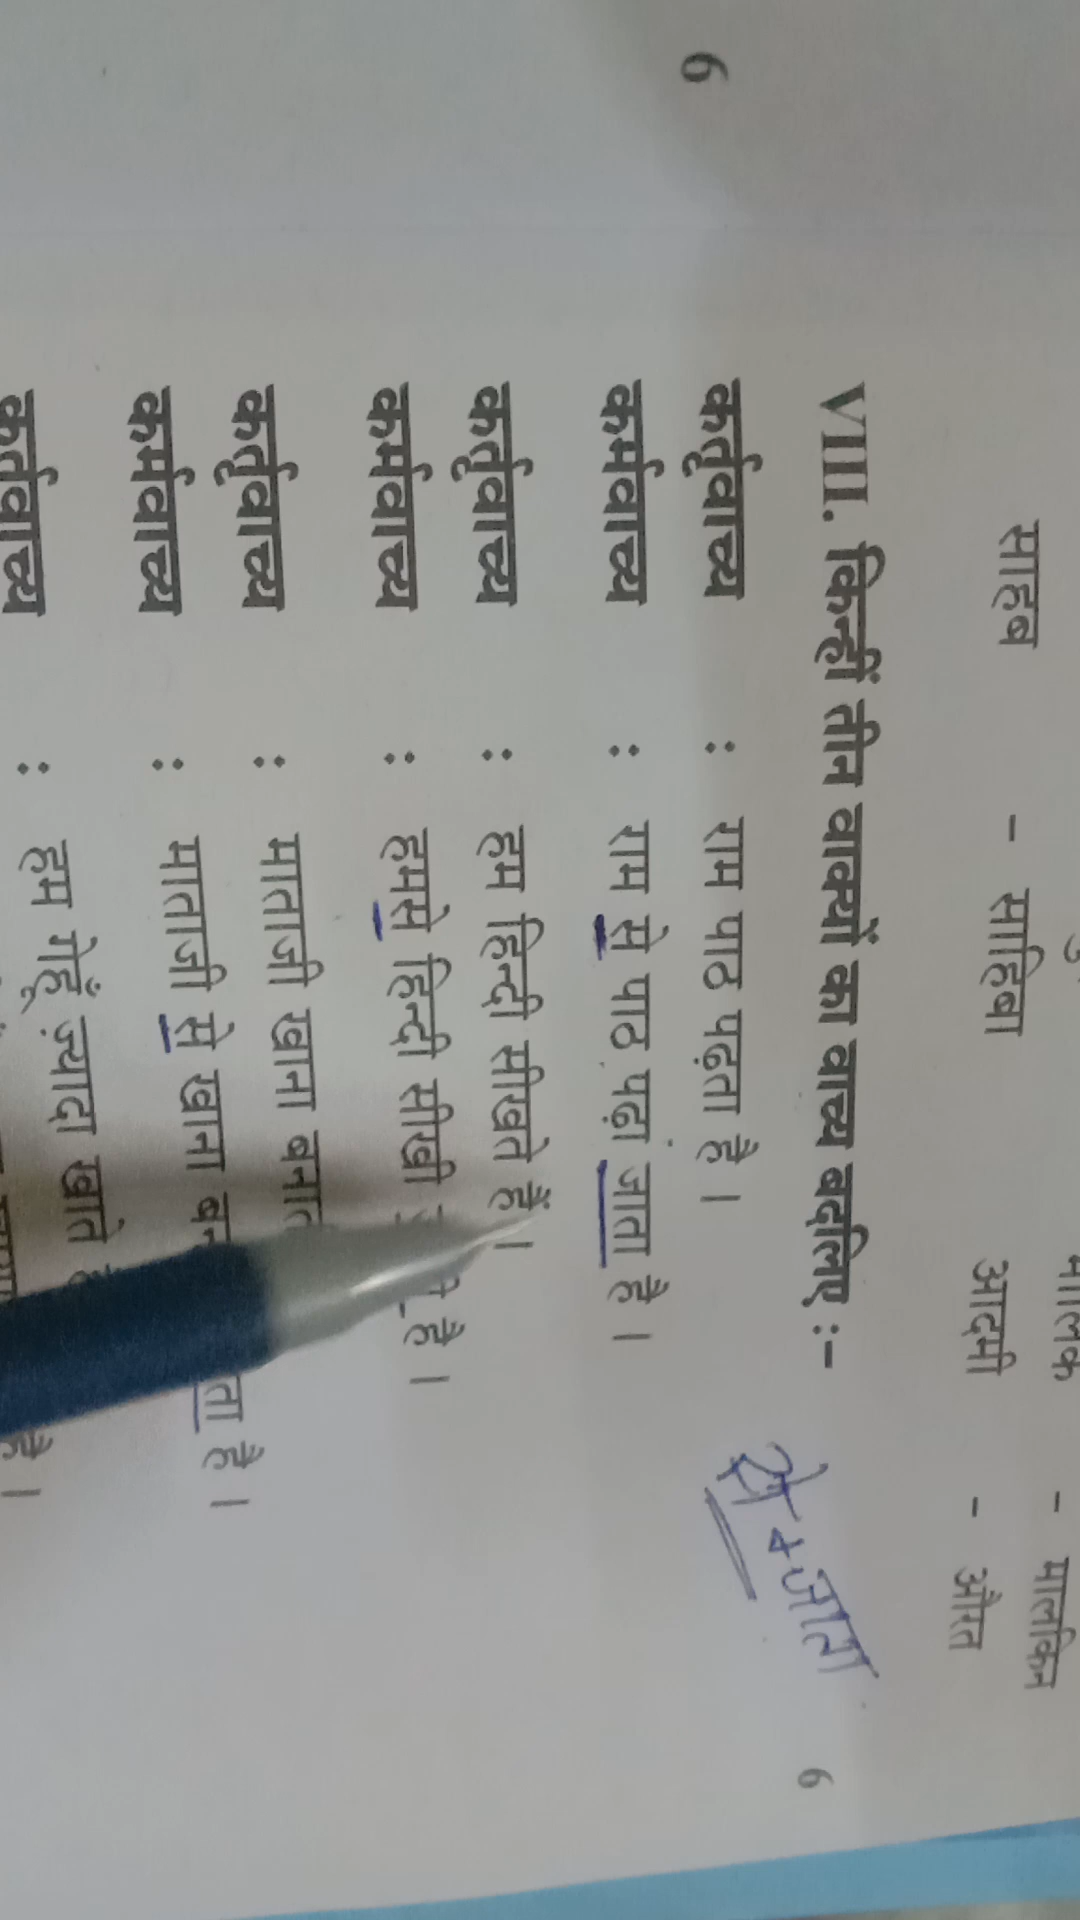 6
मालक - मालकिन
साहब - साहिबा आदमी - औरत
VIII. किन्हीं तीन वाक्यों का वाच्य बदलिए :- 6
से + जाता
कर्तृवाच्य : राम पाठ पढ़ता है।
कर्मवाच्य : राम से पाठ पढ़ा जाता है।
कर्तृवाच्य : हम हिन्दी सीखते हैं।
कर्मवाच्य : हमसे हिन्दी सीखी है।
कर्तृवाच्य : माताजी खाना
कर्मवाच्य : माताजी से खाना है।
कर्तृवाच्य : हम गेहूँ ज़्यादा खाते
है।